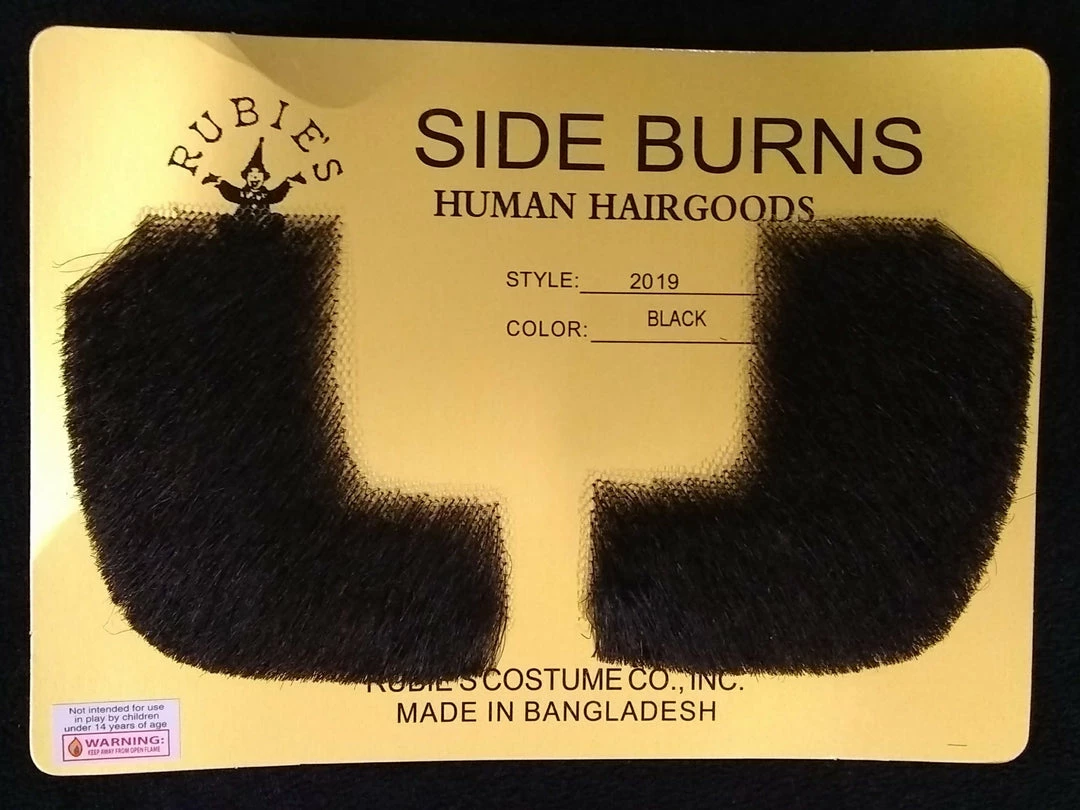 RUBIE'S
SIDE BURNS
HUMAN HAIRGOODS
STYLE: 2019
COLOR: BLACK
RUBIE'S COSTUME CO., INC.
MADE IN BANGLADESH
Not intended for use
in play by children
under 14 years of age
WARNING:
KEEP AWAY FROM OPEN FLAME